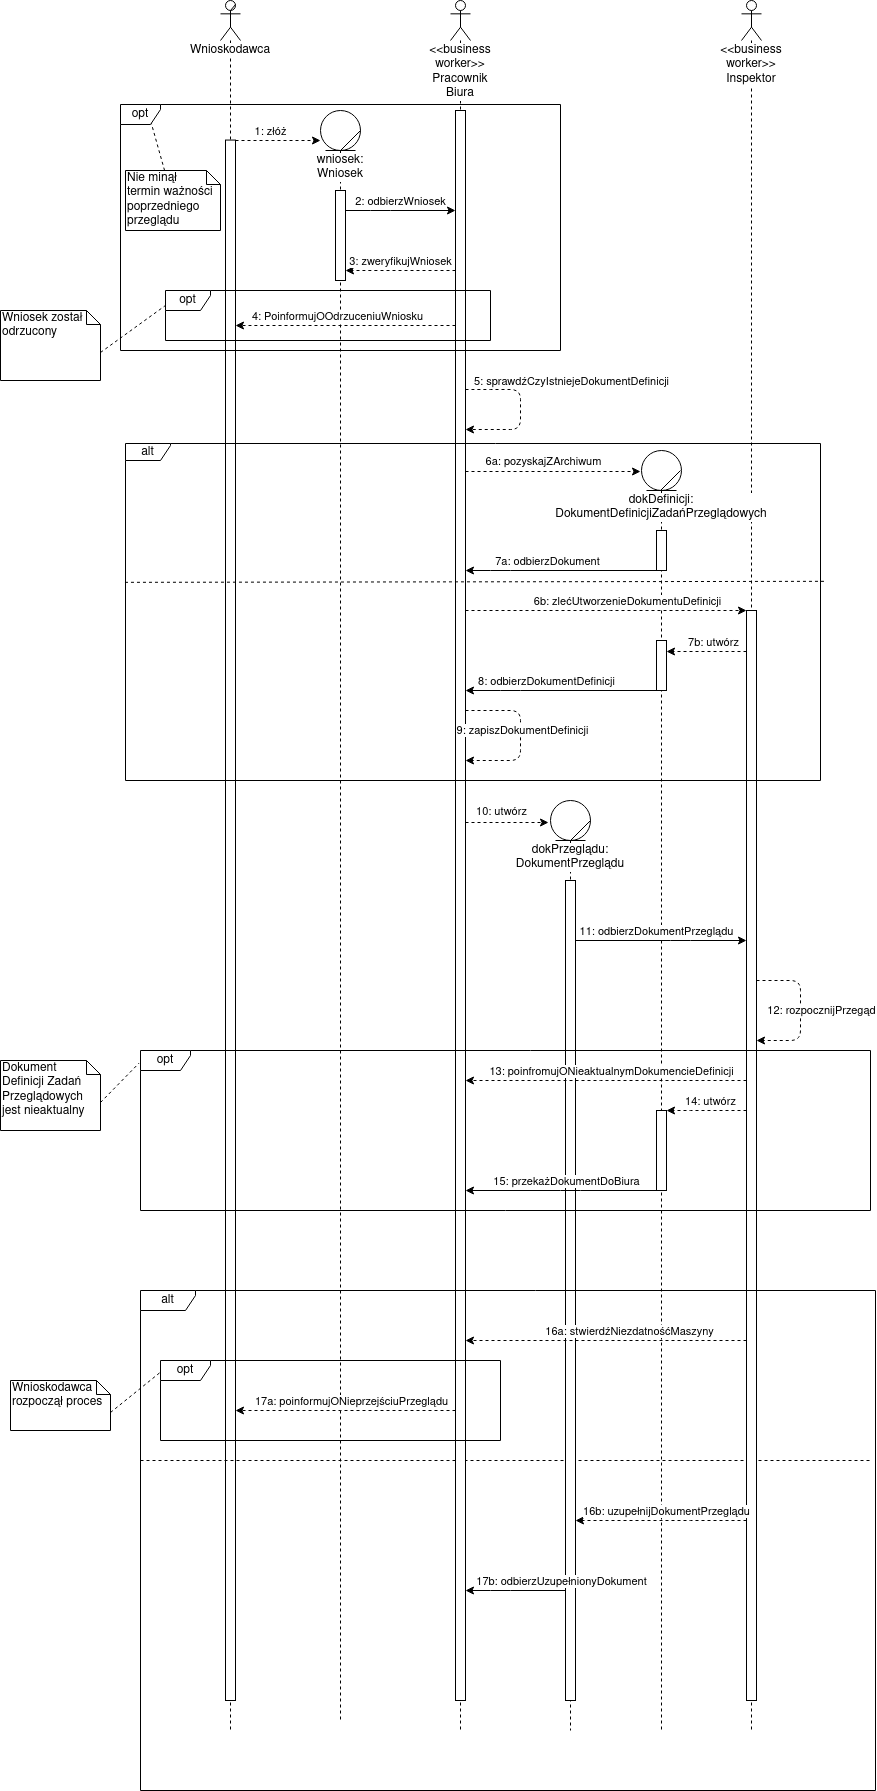 Wnioskodawca
<<business
worker>>
Pracownik
Biura
<<business
worker>>
Inspektor
opt
1: złóż
wniosek:
Wniosek
Nie minął
termin ważności
poprzedniego
przeglądu
2: odbierzWniosek
3: zweryfikujWniosek
opt
Wniosek został
odrzucony
4: PoinformujOOdrzuceniuWniosku
5: sprawdźCzyIstniejeDokumentDefinicji
alt
6a: pozyskajZArchiwum
dokDefinicji:
DokumentDefinicjiZadańPrzeglądowych
7a: odbierzDokument
6b: zlećUtworzenieDokumentuDefinicji
7b: utwórz
8: odbierzDokumentDefinicji
9: zapiszDokumentDefinicji
10: utwórz
dokPrzeglądu:
DokumentPrzeglądu
11: odbierzDokumentPrzeglądu
12: rozpocznijPrzegąd
opt
Dokument
Definicji Zadań
Przeglądowych
jest nieaktualny
13: poinfromujONieaktualnymDokumencieDefinicji
14: utwórz
15: przekażDokumentDoBiura
alt
16a: stwierdźNiezdatnośćMaszyny
opt
Wnioskodawca
rozpoczął proces
17a: poinformujONieprzejściuPrzeglądu
16b: uzupełnijDokumentPrzeglądu
17b: odbierzUzupełnionyDokument